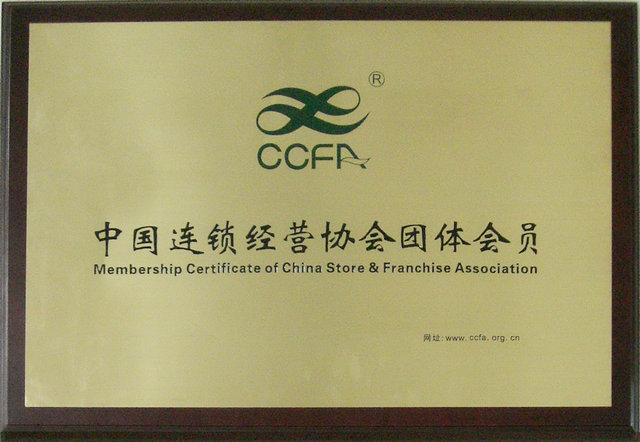 ®
CCFA
中国连锁经营协会团体会员
Membership Certificate of China Store & Franchise Association
网址:www.ccfa.org.cn